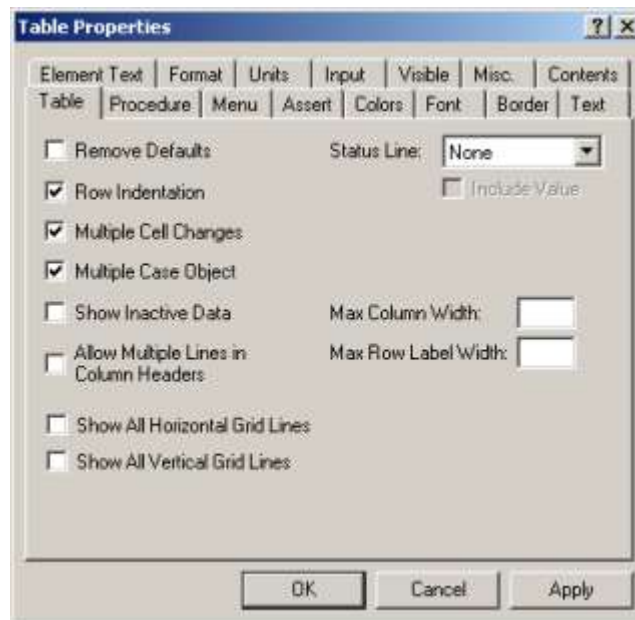 Table Properties
Element Text Format Units Input Visible Misc. Contents
Table Procedure Menu Assert Colors Font Border Text
Remove Defaults Status Line: None
Row Indentation Include Value
Multiple Cell Changes
Multiple Case Object
Show Inactive Data Max Column Width:
Allow Multiple Lines in Column Headers Max Row Label Width:
Show All Horizontal Grid Lines
Show All Vertical Grid Lines
OK Cancel Apply